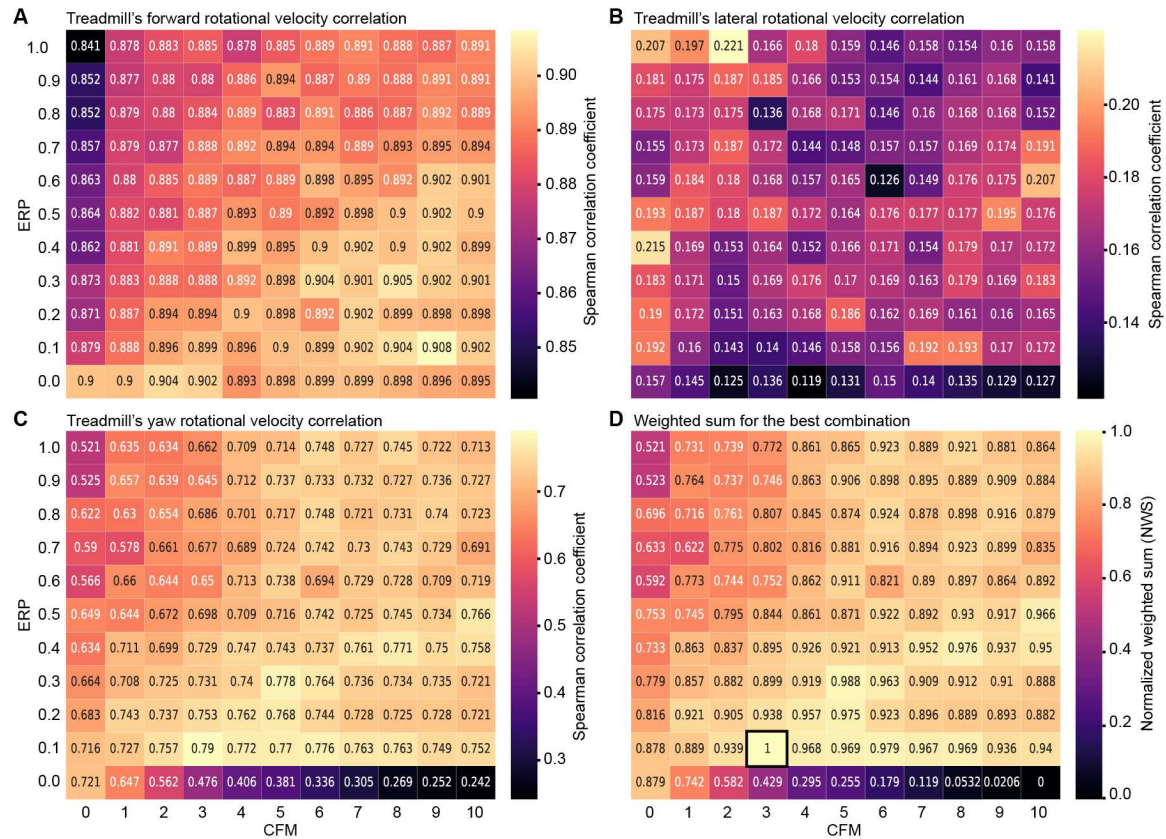 A Treadmill's forward rotational velocity correlation
1.0 0.841 0.878 0.883 0.885 0.878 0.885 0.889 0.891 0.888 0.887 0.891
0.9 0.852 0.877 0.88 0.88 0.886 0.894 0.887 0.89 0.892 0.891 0.891
0.8 0.852 0.879 0.881 0.884 0.889 0.883 0.891 0.886 0.887 0.892 0.889
0.7 0.857 0.879 0.877 0.888 0.892 0.894 0.894 0.889 0.893 0.895 0.894
0.6 0.863 0.88 0.885 0.889 0.887 0.889 0.898 0.895 0.892 0.902 0.901
0.5 0.864 0.882 0.881 0.887 0.893 0.89 0.892 0.898 0.9 0.902 0.9
0.4 0.862 0.881 0.891 0.889 0.899 0.895 0.9 0.902 0.9 0.902 0.899
0.3 0.873 0.883 0.888 0.888 0.892 0.898 0.904 0.901 0.905 0.902 0.901
0.2 0.871 0.887 0.894 0.894 0.9 0.898 0.892 0.902 0.899 0.898 0.898
0.1 0.879 0.888 0.896 0.899 0.896 0.9 0.899 0.902 0.904 0.908 0.902
0.0 0.9 0.9 0.904 0.902 0.893 0.898 0.899 0.898 0.896 0.895
ERP
0.90
0.89
0.88
0.87
0.86
0.85
Spearman correlation coefficient
B Treadmill's lateral rotational velocity correlation
0.207 0.197 0.221 0.166 0.18 0.159 0.146 0.158 0.154 0.16 0.158
0.181 0.175 0.187 0.185 0.166 0.153 0.154 0.144 0.161 0.168 0.141
0.175 0.173 0.175 0.136 0.168 0.171 0.146 0.16 0.168 0.168 0.152
0.155 0.173 0.187 0.172 0.144 0.148 0.157 0.157 0.169 0.174 0.191
0.159 0.184 0.18 0.168 0.157 0.165 0.126 0.149 0.176 0.175 0.207
0.193 0.187 0.18 0.187 0.172 0.164 0.176 0.177 0.177 0.195 0.176
0.215 0.169 0.153 0.164 0.152 0.166 0.171 0.154 0.179 0.17 0.172
0.183 0.171 0.15 0.169 0.176 0.17 0.169 0.163 0.179 0.169 0.183
0.19 0.172 0.151 0.163 0.168 0.186 0.162 0.169 0.161 0.16 0.165
0.192 0.16 0.143 0.14 0.146 0.158 0.156 0.192 0.193 0.17 0.172
0.157 0.145 0.125 0.136 0.119 0.131 0.15 0.14 0.135 0.129 0.127
0.20
0.18
0.16
0.14
Spearman correlation coefficient
C Treadmill's yaw rotational velocity correlation
1.0 0.521 0.635 0.634 0.662 0.709 0.714 0.748 0.727 0.745 0.722 0.713
0.9 0.525 0.657 0.639 0.645 0.712 0.737 0.733 0.732 0.727 0.736 0.727
0.8 0.622 0.63 0.654 0.686 0.701 0.717 0.748 0.721 0.731 0.74 0.723
0.7 0.59 0.578 0.661 0.677 0.689 0.724 0.742 0.73 0.743 0.729 0.691
0.6 0.566 0.66 0.644 0.65 0.713 0.738 0.694 0.729 0.728 0.709 0.719
0.5 0.649 0.644 0.672 0.698 0.709 0.716 0.742 0.725 0.745 0.734 0.766
0.4 0.634 0.711 0.699 0.729 0.747 0.743 0.737 0.761 0.771 0.75 0.758
0.3 0.664 0.708 0.725 0.731 0.74 0.778 0.764 0.736 0.734 0.735 0.721
0.2 0.683 0.743 0.737 0.753 0.762 0.768 0.744 0.728 0.725 0.728 0.721
0.1 0.716 0.727 0.757 0.79 0.772 0.77 0.776 0.763 0.763 0.749 0.752
0.0 0.721 0.647 0.562 0.476 0.406 0.381 0.336 0.305 0.269 0.252 0.242
ERP
0 1 2 3 4 5 6 7 8 9 10
CFM
0.7
0.6
0.5
0.4
0.3
Spearman correlation coefficient
D Weighted sum for the best combination
0.521 0.731 0.739 0.772 0.861 0.865 0.923 0.889 0.921 0.881 0.864
0.523 0.764 0.737 0.746 0.863 0.906 0.898 0.895 0.889 0.909 0.884
0.696 0.716 0.761 0.807 0.845 0.874 0.924 0.878 0.898 0.916 0.879
0.633 0.622 0.775 0.802 0.816 0.881 0.916 0.894 0.923 0.899 0.835
0.592 0.773 0.744 0.752 0.862 0.911 0.821 0.89 0.897 0.864 0.892
0.753 0.745 0.795 0.844 0.861 0.871 0.922 0.892 0.93 0.917 0.966
0.733 0.863 0.837 0.895 0.926 0.921 0.913 0.952 0.976 0.937 0.95
0.779 0.857 0.882 0.899 0.919 0.988 0.963 0.909 0.912 0.91 0.888
0.816 0.921 0.905 0.938 0.957 0.975 0.923 0.896 0.889 0.893 0.882
0.878 0.889 0.939 1 0.968 0.969 0.979 0.967 0.969 0.936 0.94
0.879 0.742 0.582 0.429 0.295 0.255 0.179 0.119 0.0532 0.0206 0
0 1 2 3 4 5 6 7 8 9 10
CFM
1.0
0.8
0.6
0.4
0.2
0.0
Normalized weighted sum (NWS)